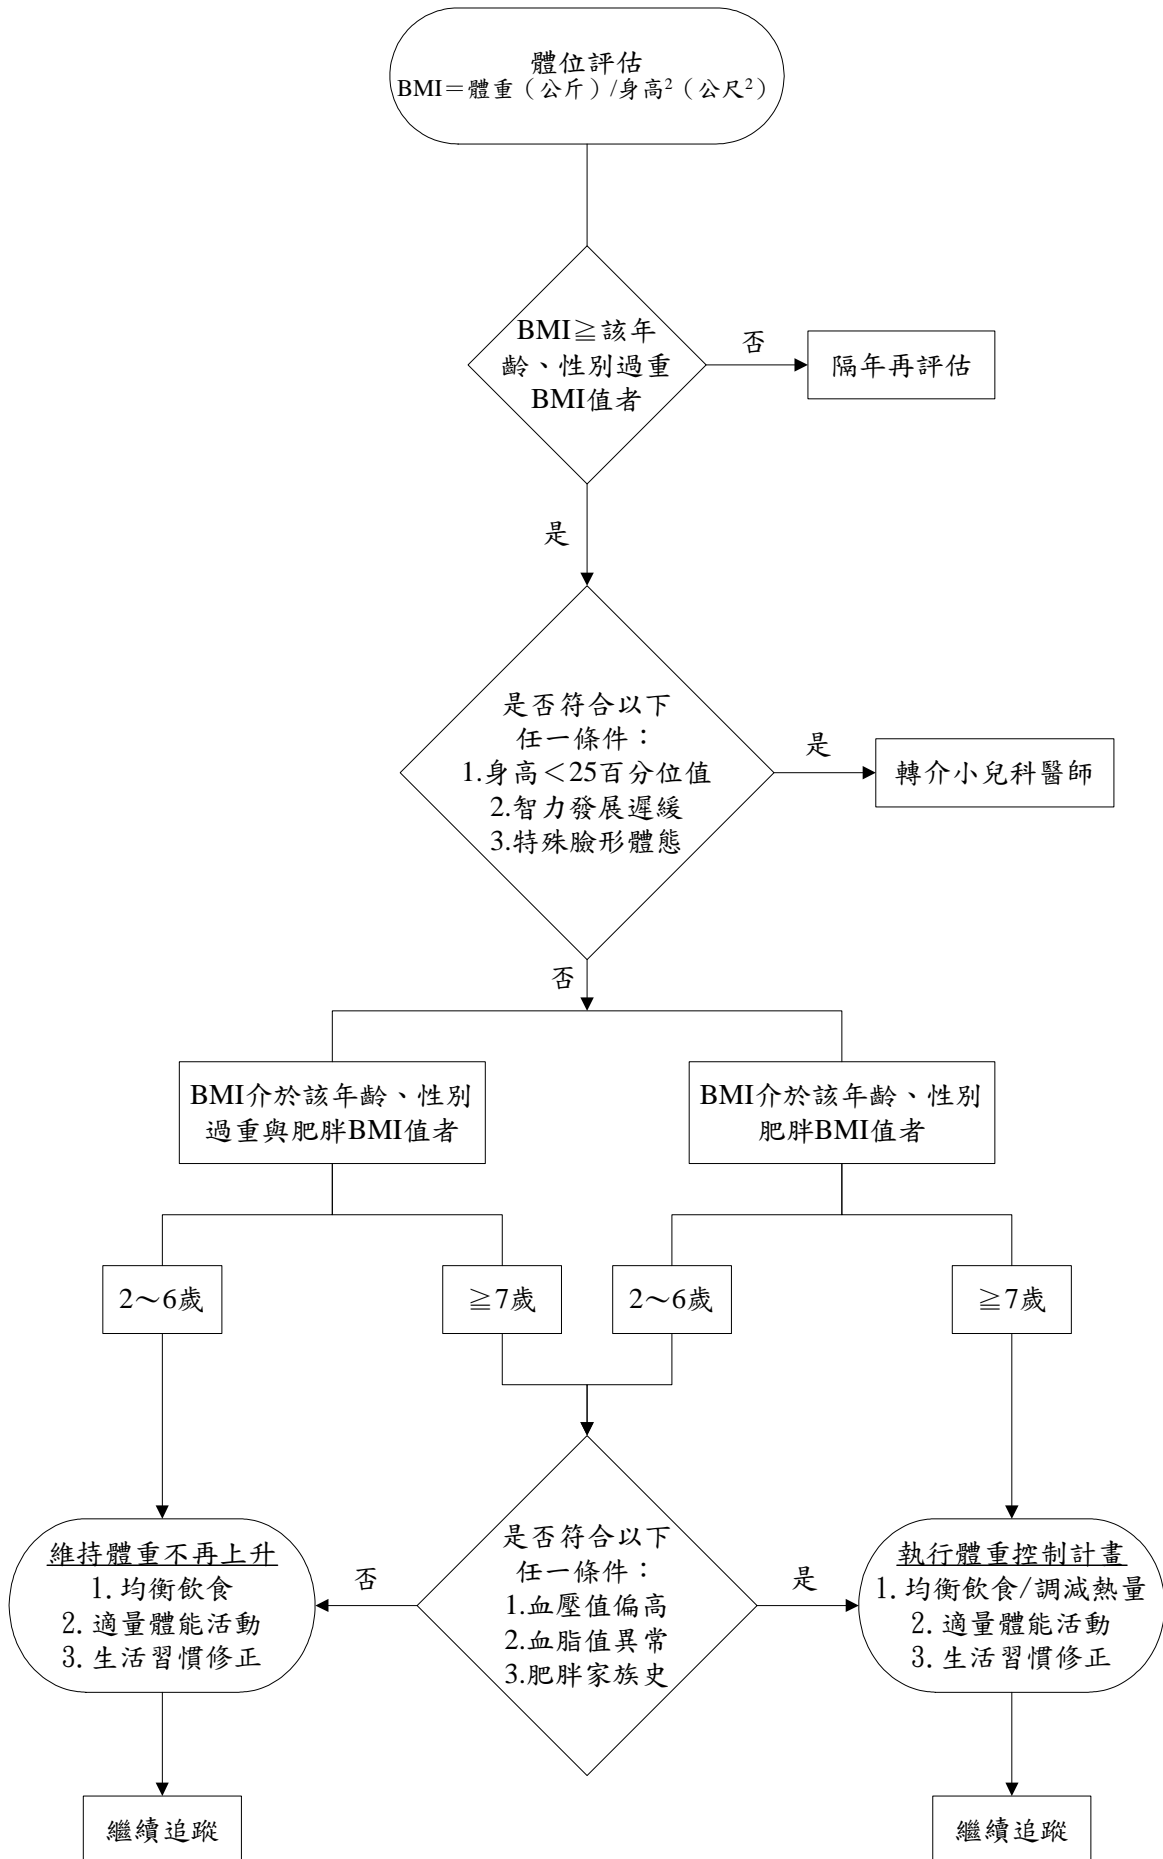 體位評估
BMI＝體重（公斤）/身高²（公尺²）
BMI≧該年
齡、性別過重
BMI值者
否
隔年再評估
是
是否符合以下
任一條件：
1.身高＜25百分位值
2.智力發展遲緩
3.特殊臉形體態
是
轉介小兒科醫師
否
BMI介於該年齡、性別
過重與肥胖BMI值者
BMI介於該年齡、性別
肥胖BMI值者
2～6歲
≧7歲
2～6歲
≧7歲
維持體重不再上升
1. 均衡飲食
2. 適量體能活動
3. 生活習慣修正
否
是否符合以下
任一條件：
1.血壓值偏高
2.血脂值異常
3.肥胖家族史
是
執行體重控制計畫
1. 均衡飲食/調減熱量
2. 適量體能活動
3. 生活習慣修正
繼續追蹤
繼續追蹤